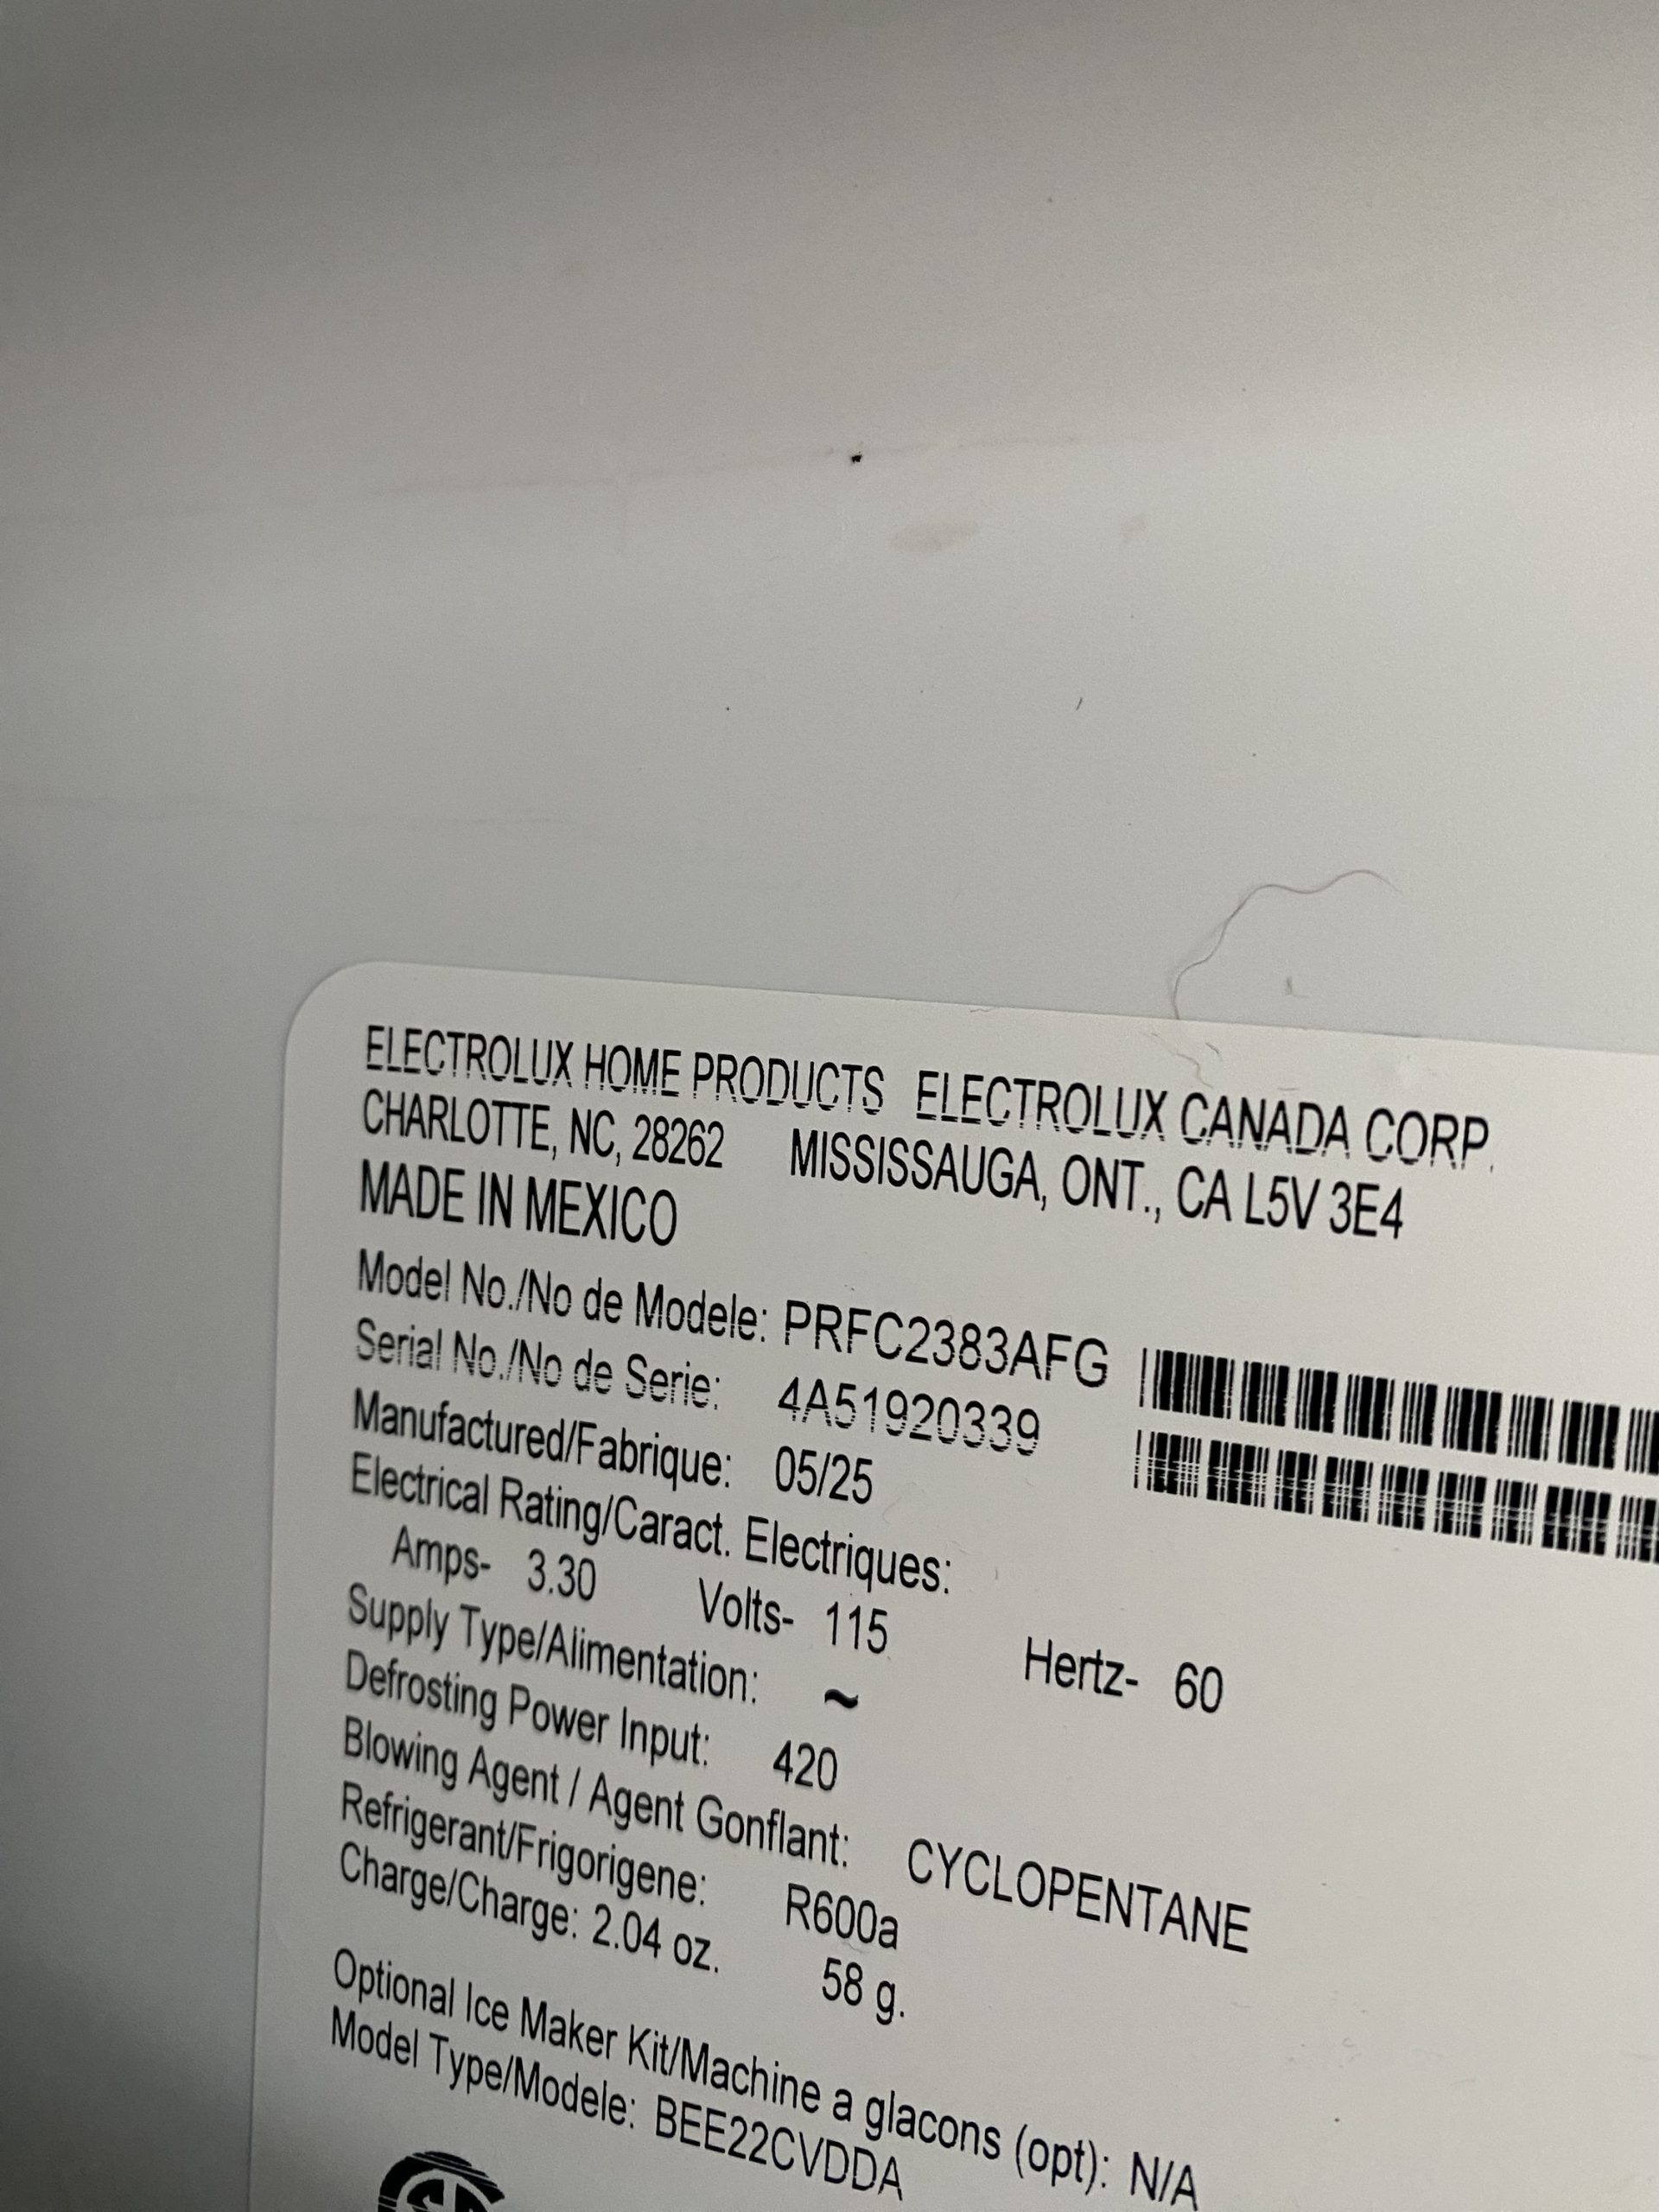 ELECTROLUX HOME PRODUCTS ELECTROLUX CANADA CORP.
CHARLOTTE, NC, 28262 MISSISSAUGA, ONT., CA L5V 3E4
MADE IN MEXICO
Model No./No de Modele: PRFC2383AFG
Serial No./No de Serie: 4A51920339
Manufactured/Fabrique: 05/25
Electrical Rating/Caract. Electriques:
Amps- 3.30 Volts- 115 Hertz- 60
Supply Type/Alimentation: ~
Defrosting Power Input: 420
Blowing Agent / Agent Gonflant: CYCLOPENTANE
Refrigerant/Frigorigene: R600a
Charge/Charge: 2.04 oz. 58 g.
Optional Ice Maker Kit/Machine a glacons (opt): N/A
Model Type/Modele: BEE22CVDDA